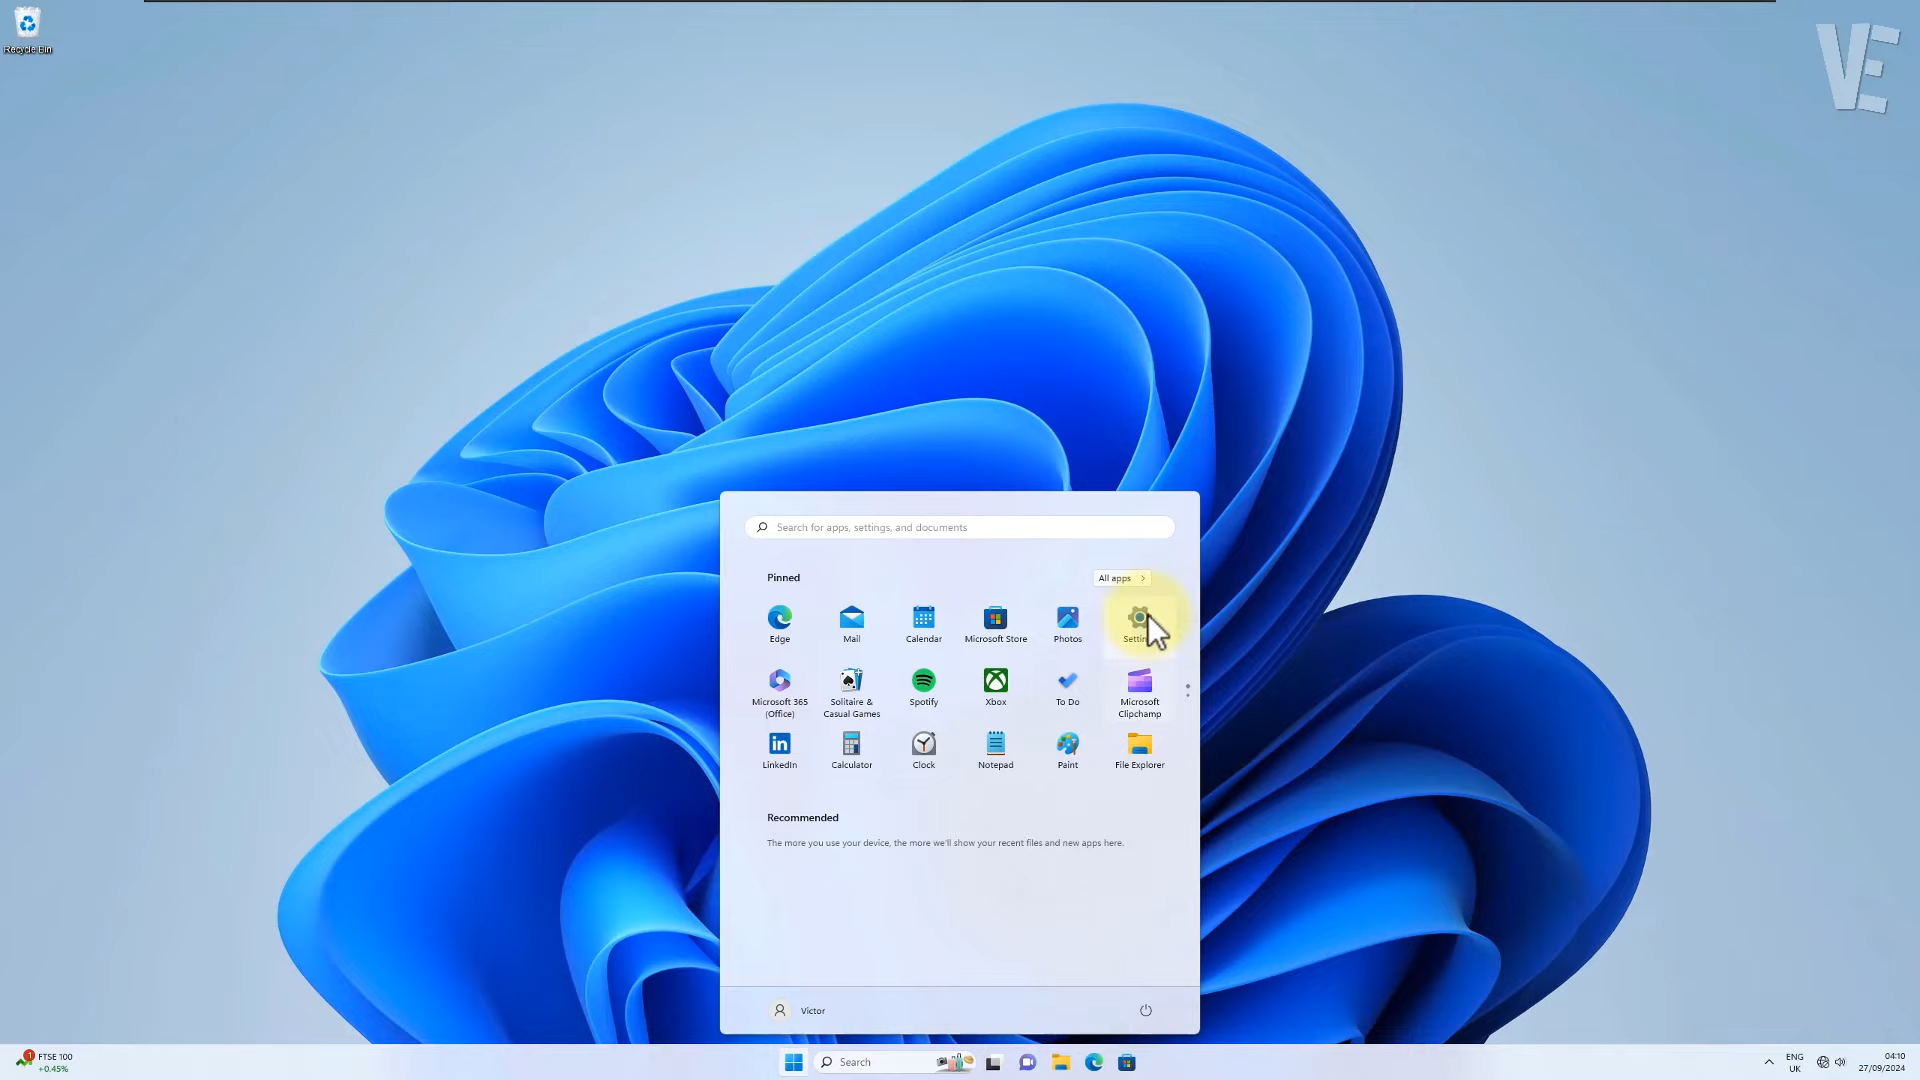 Recycle Bin
VE
Search for apps, settings, and documents
Pinned
All apps
Edge
Mail
Calendar
Microsoft Store
Photos
Microsoft 365
(Office)
Solitaire &
Casual Games
Spotify
Xbox
To Do
Microsoft
Clipchamp
LinkedIn
Calculator
Clock
Notepad
Paint
File Explorer
Recommended
The more you use your device, the more we'll show your recent files and new apps here.
Victor
1
FTSE 100
+0.45%
Search
ENG
UK
04:10
27/09/2024